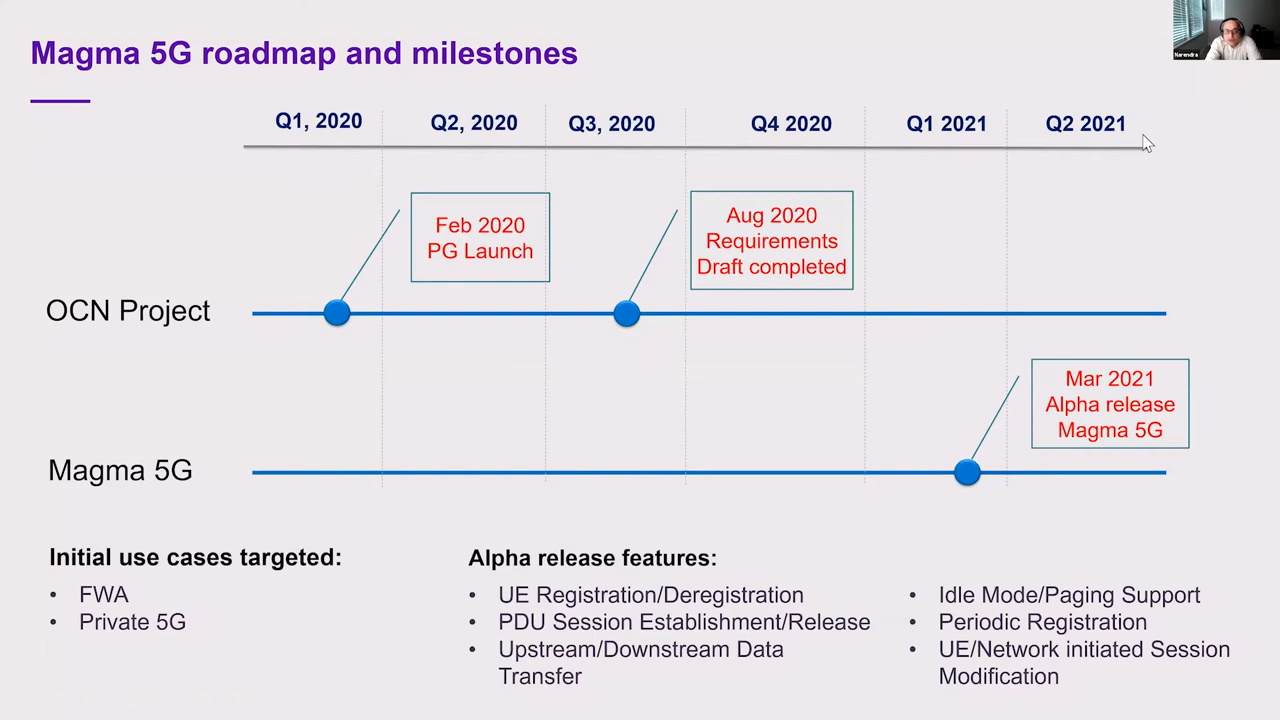 Magma 5G roadmap and milestones
Narendra
Q1, 2020
Q2, 2020
Q3, 2020
Q4 2020
Q1 2021
Q2 2021
Feb 2020
PG Launch
Aug 2020
Requirements
Draft completed
OCN Project
Mar 2021
Alpha release
Magma 5G
Magma 5G
Initial use cases targeted:
• FWA
• Private 5G
Alpha release features:
• UE Registration/Deregistration
• PDU Session Establishment/Release
• Upstream/Downstream Data
Transfer
• Idle Mode/Paging Support
• Periodic Registration
• UE/Network initiated Session
Modification